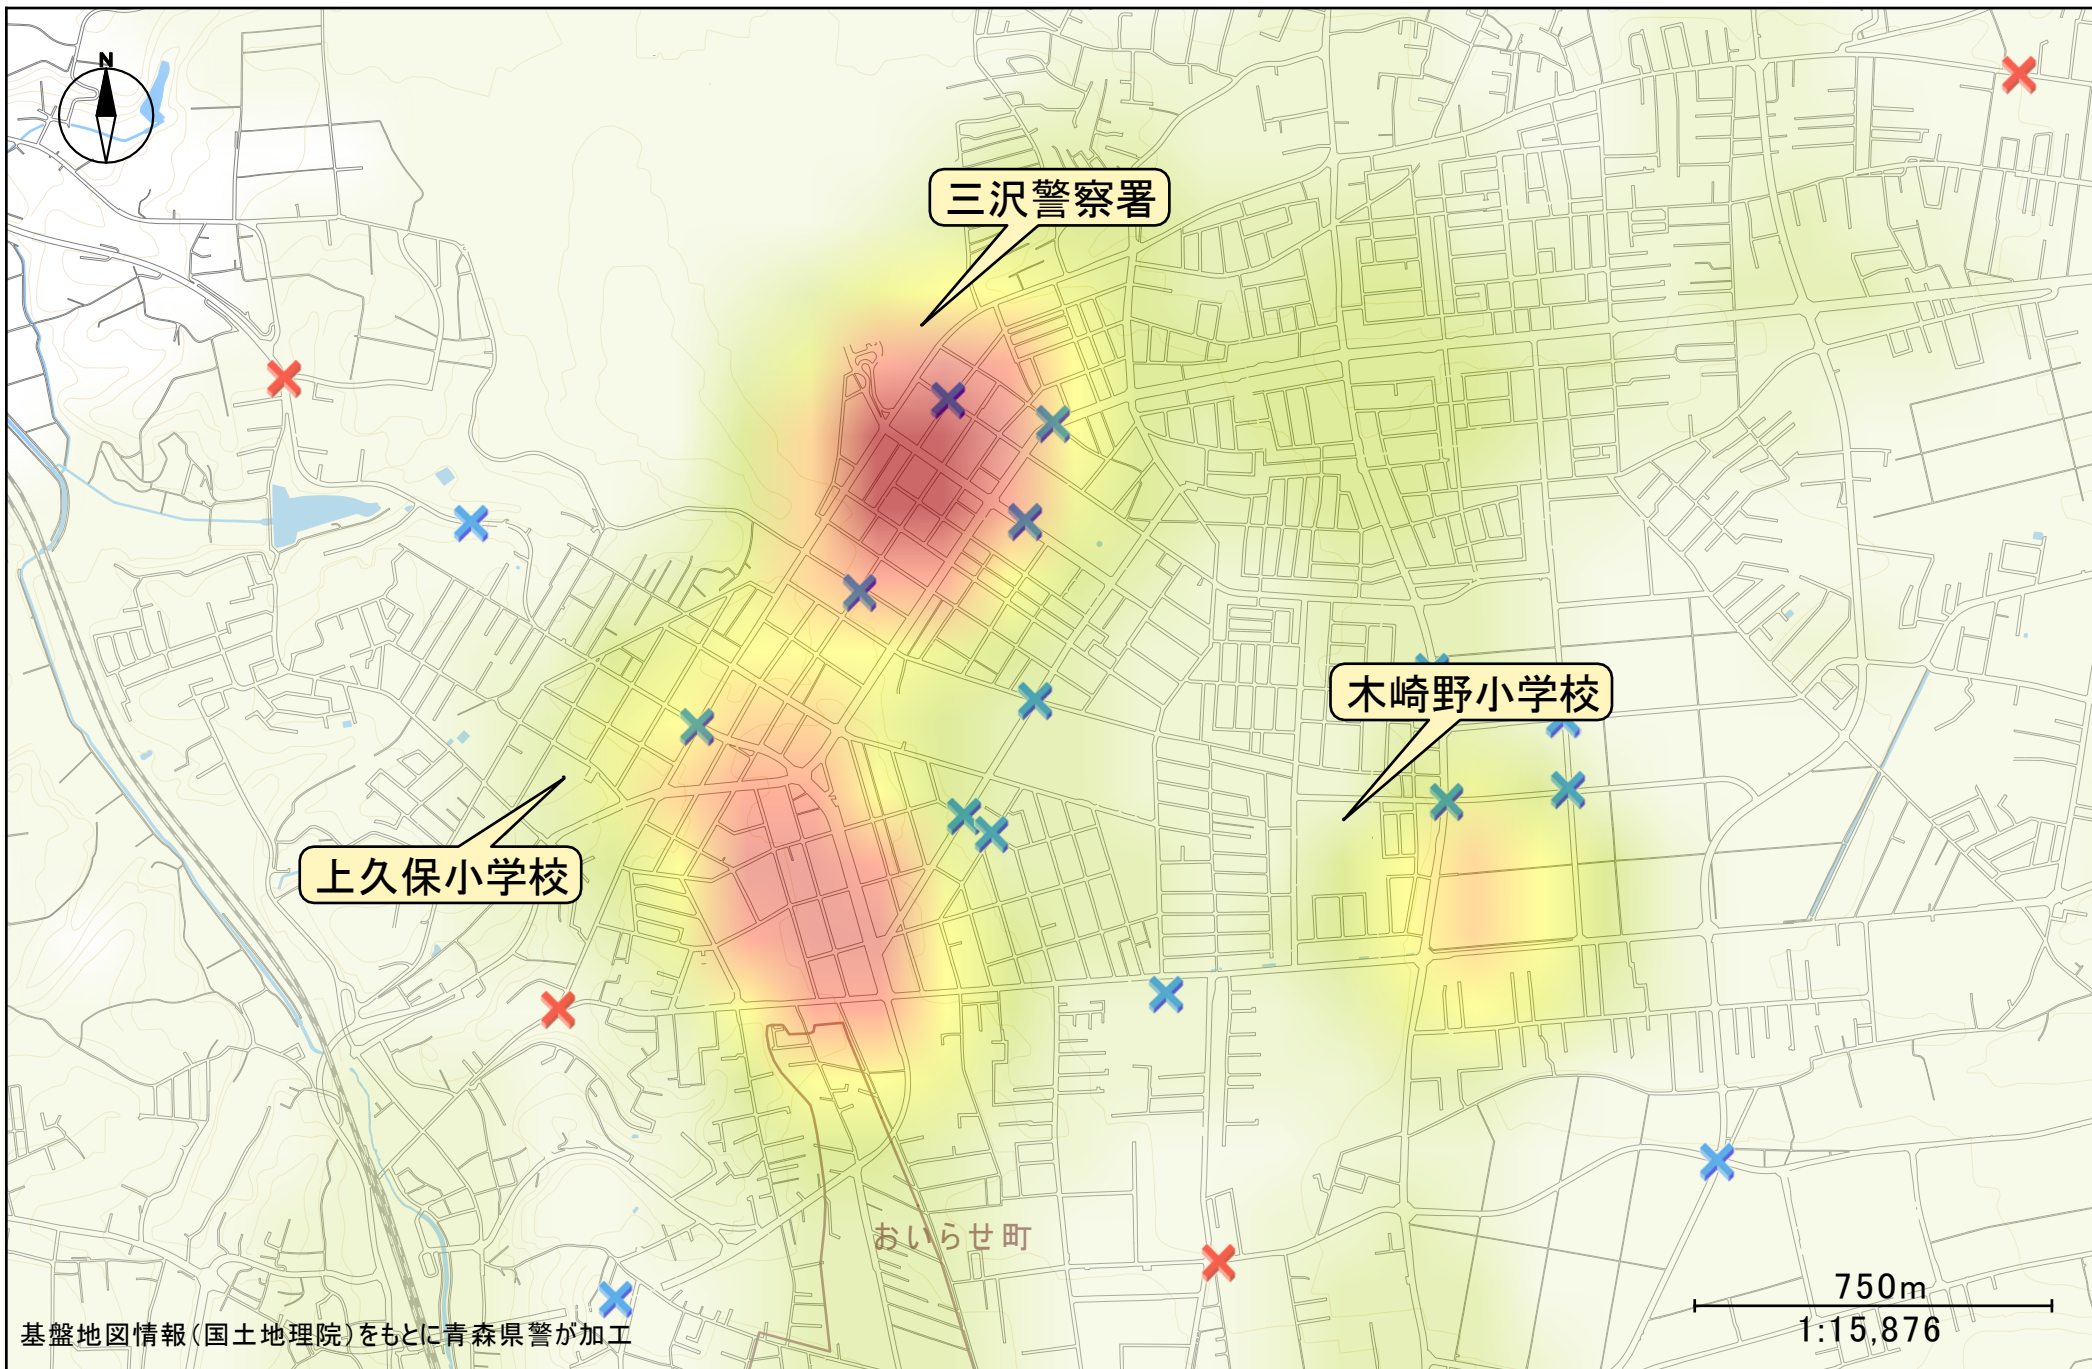 N
三沢警察署
木崎野小学校
上久保小学校
おいらせ町
750m
1:15,876
基盤地図情報(国土地理院)をもとに青森県警が加工